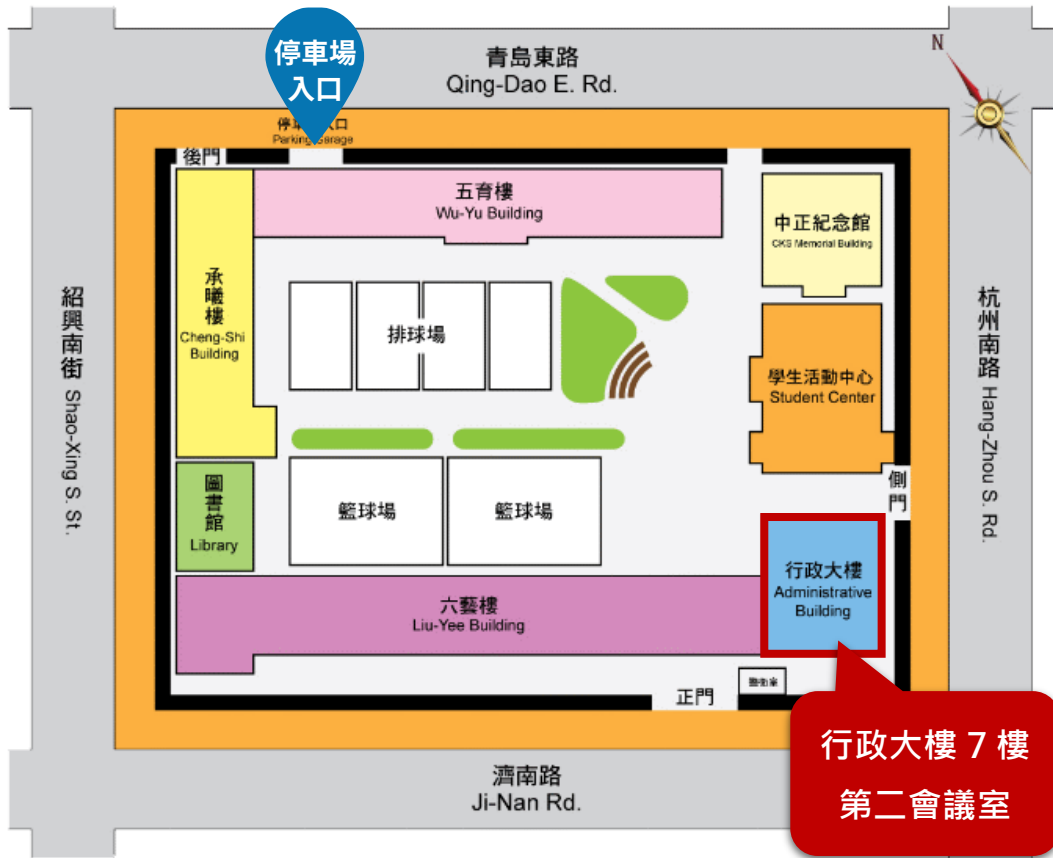 停車場
入口
青島東路
Qing-Dao E. Rd.
N
Parking Garage
後門
五育樓
Wu-Yu Building
中正紀念館
CKS Memorial Building
承曦樓
Cheng-Shi
Building
排球場
紹興南街 Shao-Xing S. St.
杭州南路 Hang-Zhou S. Rd.
學生活動中心
Student Center
圖書館
Library
籃球場
籃球場
側門
行政大樓
Administrative
Building
六藝樓
Liu-Yee Building
正門
行政大樓 7 樓
第二會議室
濟南路
Ji-Nan Rd.